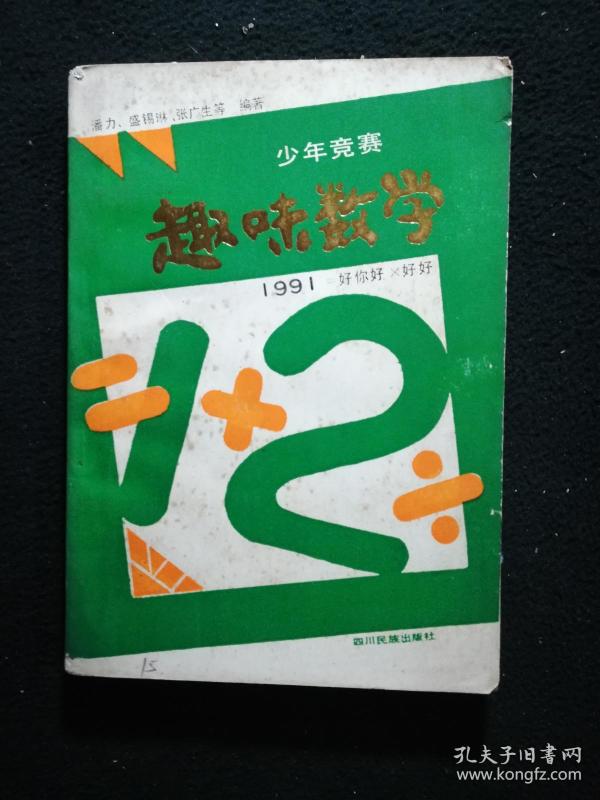 潘力、盛锡琳、张广生等 编著
少年竞赛
趣味数学
1991=好你好×好好
1+2
÷
四川民族出版社
15
孔夫子旧书网
www.kongfz.com